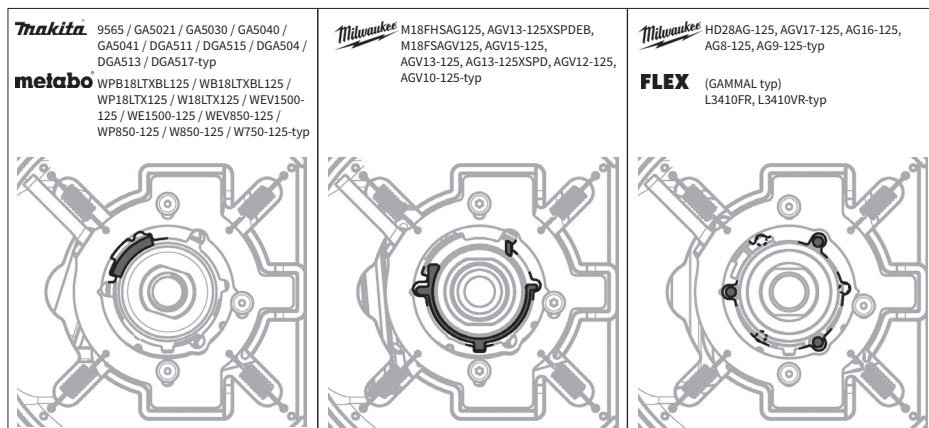 makita 9565 / GA5021 / GA5030 / GA5040 /
GA5041 / DGA511 / DGA515 / DGA504 /
DGA513 / DGA517-typ
metabo WPB18LTXBL125 / WB18LTXBL125 /
WP18LTX125 / W18LTX125 / WEV1500-
125 / WE1500-125 / WEV850-125 /
WP850-125 / W850-125 / W750-125-typ
Milwaukee M18FHSAG125, AGV13-125XSPDEB,
M18FSAGV125, AGV15-125,
AGV13-125, AG13-125XSPD, AGV12-125,
AGV10-125-typ
Milwaukee HD28AG-125, AGV17-125, AG16-125,
AG8-125, AG9-125-typ
FLEX (GAMMAL typ)
L3410FR, L3410VR-typ